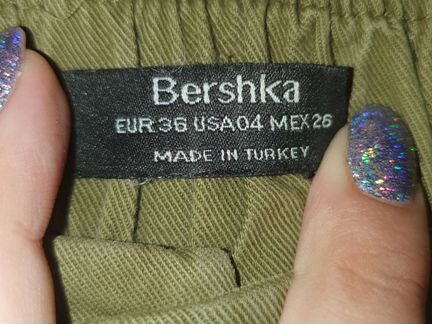 Bershka
EUR 36 USA 04 MEX 26
MADE IN TURKEY